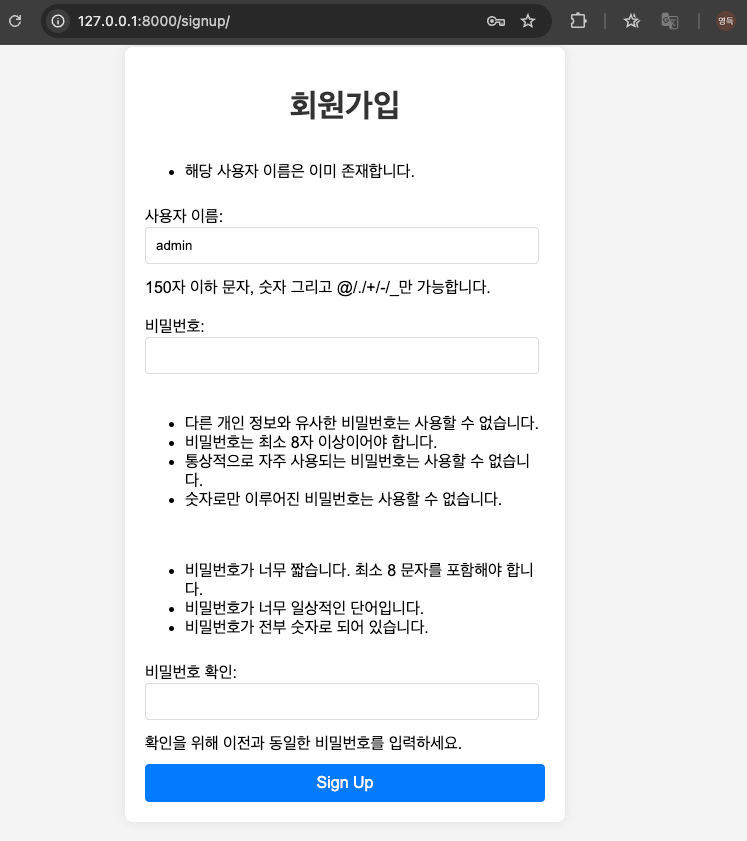 127.0.0.1:8000/signup/
영득
회원가입
해당 사용자 이름은 이미 존재합니다.
사용자 이름:
admin
150자 이하 문자, 숫자 그리고 @/./+/-/_만 가능합니다.
비밀번호:
다른 개인 정보와 유사한 비밀번호는 사용할 수 없습니다.
비밀번호는 최소 8자 이상이어야 합니다.
통상적으로 자주 사용되는 비밀번호는 사용할 수 없습니
다.
숫자로만 이루어진 비밀번호는 사용할 수 없습니다.
비밀번호가 너무 짧습니다. 최소 8 문자를 포함해야 합니
다.
비밀번호가 너무 일상적인 단어입니다.
비밀번호가 전부 숫자로 되어 있습니다.
비밀번호 확인:
확인을 위해 이전과 동일한 비밀번호를 입력하세요.
Sign Up